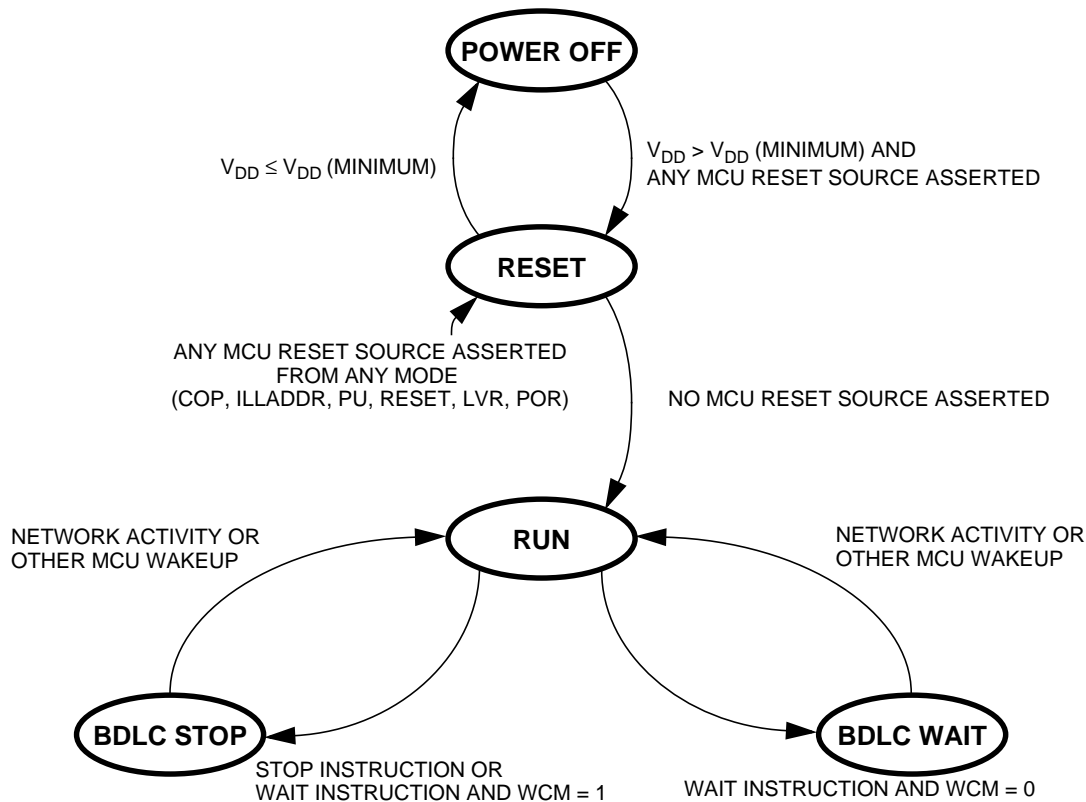 POWER OFF
V_DD ≤ V_DD (MINIMUM)
V_DD > V_DD (MINIMUM) AND
ANY MCU RESET SOURCE ASSERTED
RESET
ANY MCU RESET SOURCE ASSERTED
FROM ANY MODE
(COP, ILLADDR, PU, RESET, LVR, POR)
NO MCU RESET SOURCE ASSERTED
NETWORK ACTIVITY OR
OTHER MCU WAKEUP
RUN
NETWORK ACTIVITY OR
OTHER MCU WAKEUP
BDLC STOP
BDLC WAIT
STOP INSTRUCTION OR
WAIT INSTRUCTION AND WCM = 1
WAIT INSTRUCTION AND WCM = 0